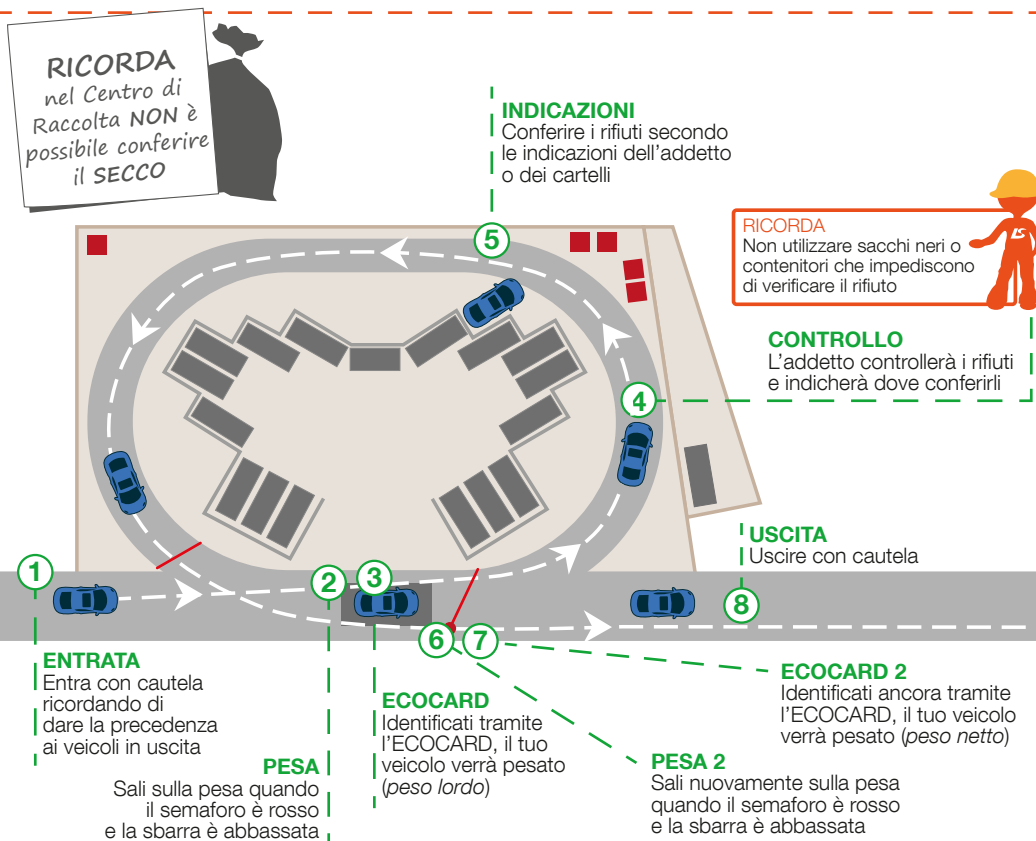 RICORDA
nel Centro di
Raccolta NON è
possibile conferire
il SECCO
INDICAZIONI
Conferire i rifiuti secondo
le indicazioni dell’addetto
o dei cartelli
5
RICORDA
Non utilizzare sacchi neri o
contenitori che impediscono
di verificare il rifiuto
LS
CONTROLLO
L’addetto controllerà i rifiuti
e indicherà dove conferirli
4
USCITA
Uscire con cautela
8
1
2
3
6
7
ENTRATA
Entra con cautela
ricordando di
dare la precedenza
ai veicoli in uscita
PESA
Sali sulla pesa quando
il semaforo è rosso
e la sbarra è abbassata
ECOCARD
Identificati tramite
l’ECOCARD, il tuo
veicolo verrà pesato
(peso lordo)
PESA 2
Sali nuovamente sulla pesa
quando il semaforo è rosso
e la sbarra è abbassata
ECOCARD 2
Identificati ancora tramite
l’ECOCARD, il tuo veicolo
verrà pesato (peso netto)